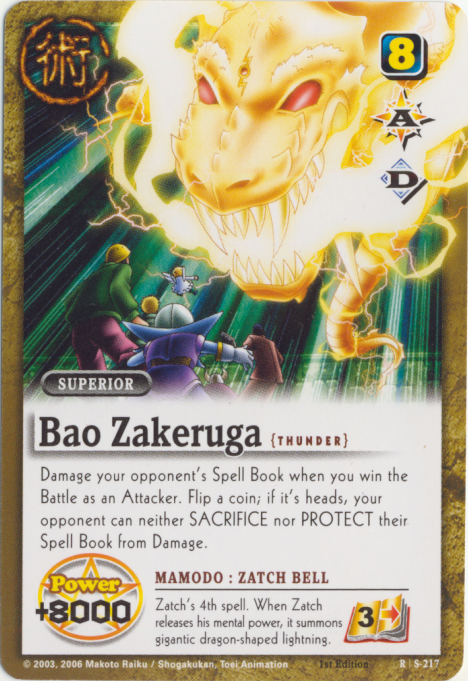 術
8
A
D
SUPERIOR
Bao Zakeruga {THUNDER}
Damage your opponent's Spell Book when you win the
Battle as an Attacker. Flip a coin; if it's heads, your
opponent can neither SACRIFICE nor PROTECT their
Spell Book from Damage.
Power
+8000
MAMODO : ZATCH BELL
Zatch's 4th spell. When Zatch
releases his mental power, it summons
gigantic dragon-shaped lightning.
3
© 2003, 2006 Makoto Raiku / Shogakukan, Toei Animation 1st Edition R | S-217